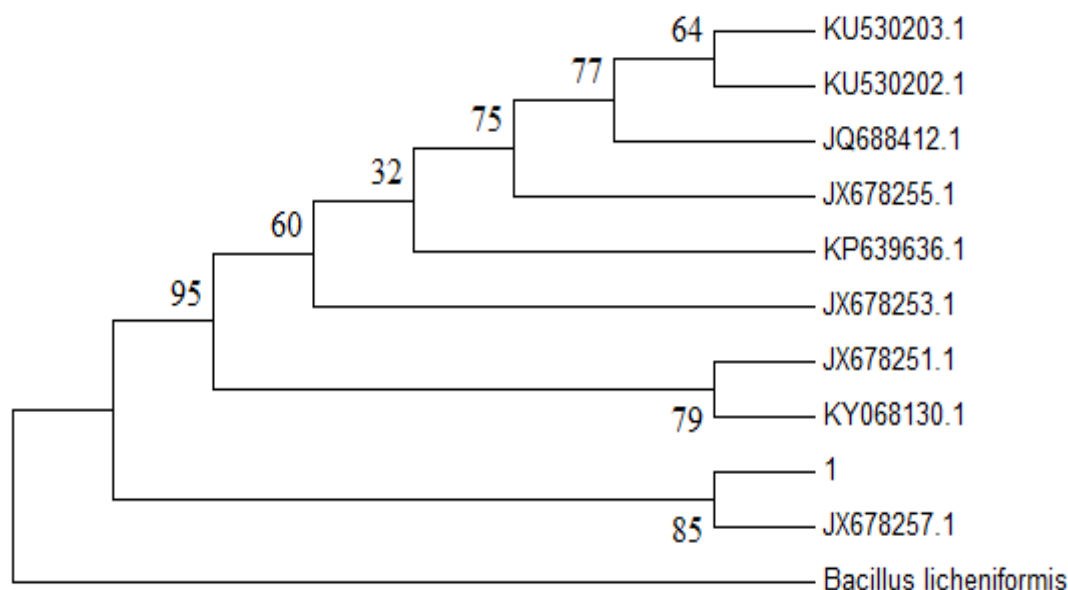 64
KU530203.1
77
KU530202.1
75
JQ688412.1
32
JX678255.1
60
KP639636.1
95
JX678253.1
JX678251.1
79
KY068130.1
1
85
JX678257.1
Bacillus licheniformis